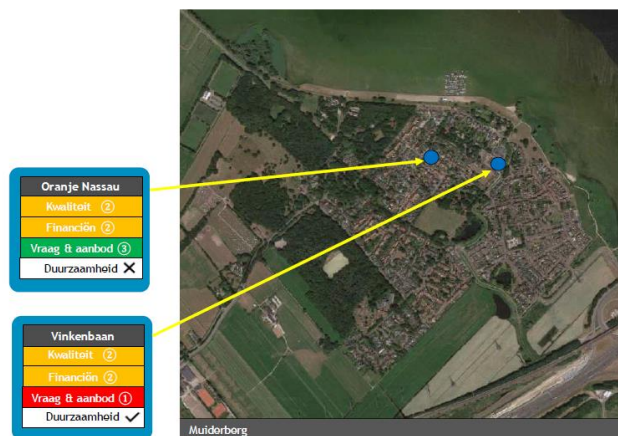 Oranje Nassau
Kwaliteit ②
Financiën ②
Vraag & aanbod ③
Duurzaamheid ✕
Vinkenbaan
Kwaliteit ②
Financiën ②
Vraag & aanbod ①
Duurzaamheid ✓
Muiderberg